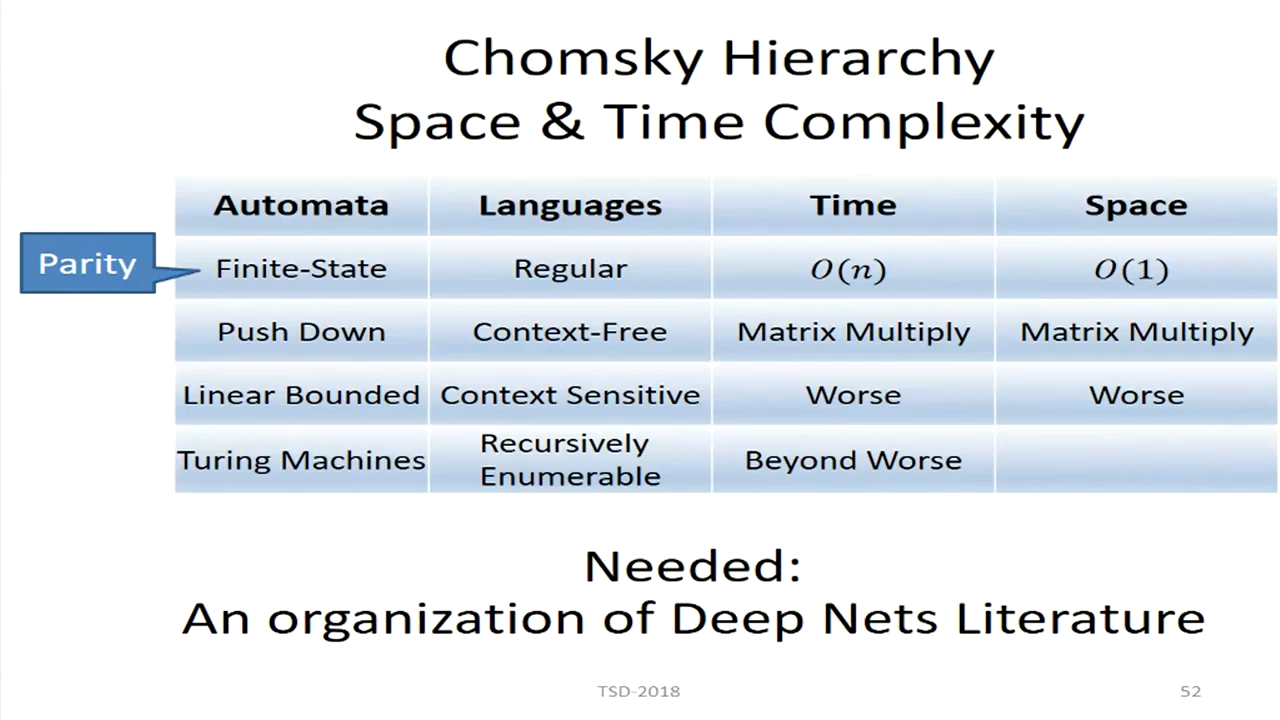 Chomsky Hierarchy
Space & Time Complexity
Automata Languages Time Space
Parity
Finite-State Regular O(n) O(1)
Push Down Context-Free Matrix Multiply Matrix Multiply
Linear Bounded Context Sensitive Worse Worse
Turing Machines Recursively Enumerable Beyond Worse
Needed:
An organization of Deep Nets Literature
TSD-2018 52